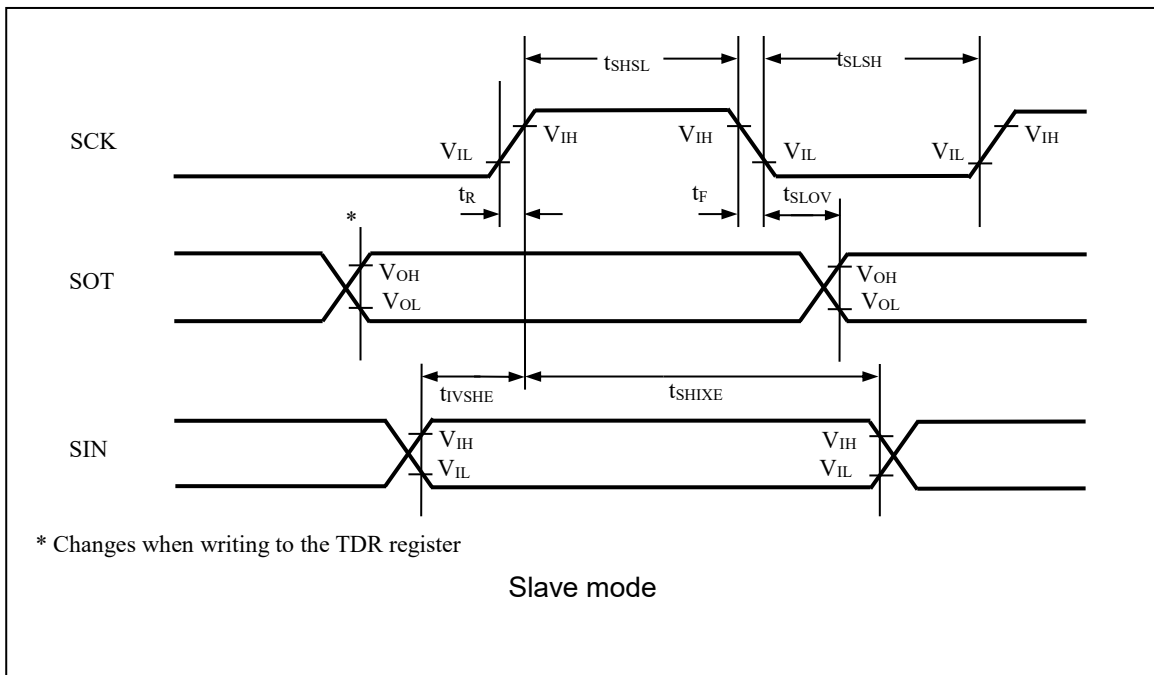 tSHSL
tSLSH
SCK
VIH
VIH
VIH
VIL
VIL
VIL
tR
tF
tSLOV
*
SOT
VOH
VOH
VOL
VOL
tIVSHE
tSHIXE
SIN
VIH
VIH
VIL
VIL
* Changes when writing to the TDR register
Slave mode